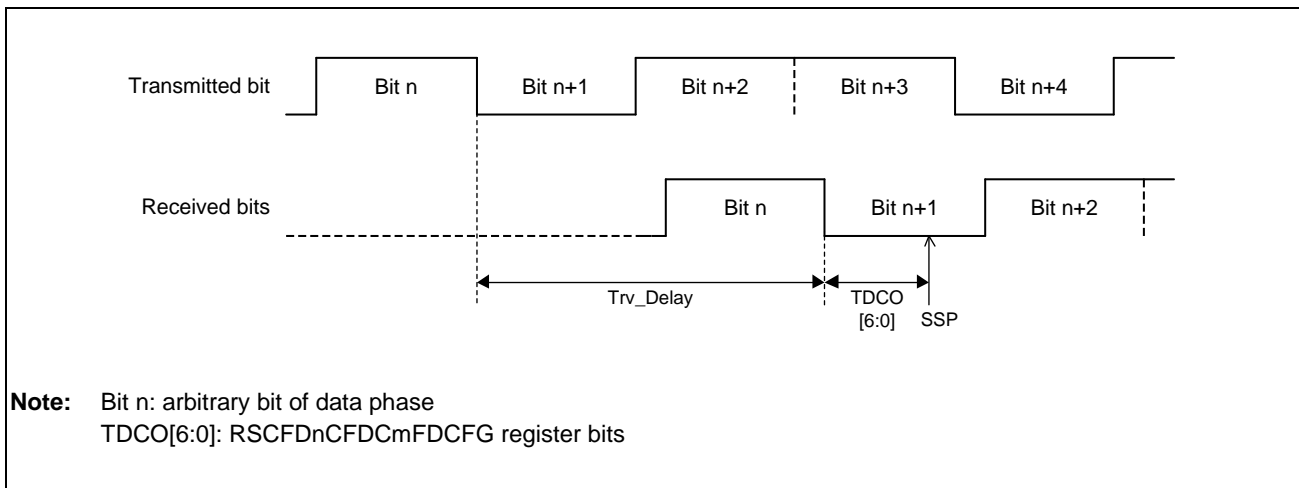 Transmitted bit Bit n Bit n+1 Bit n+2 Bit n+3 Bit n+4
Received bits Bit n Bit n+1 Bit n+2
Trv_Delay TDCO
[6:0] SSP
Note: Bit n: arbitrary bit of data phase
TDCO[6:0]: RSCFDnCFDCmFDCFG register bits